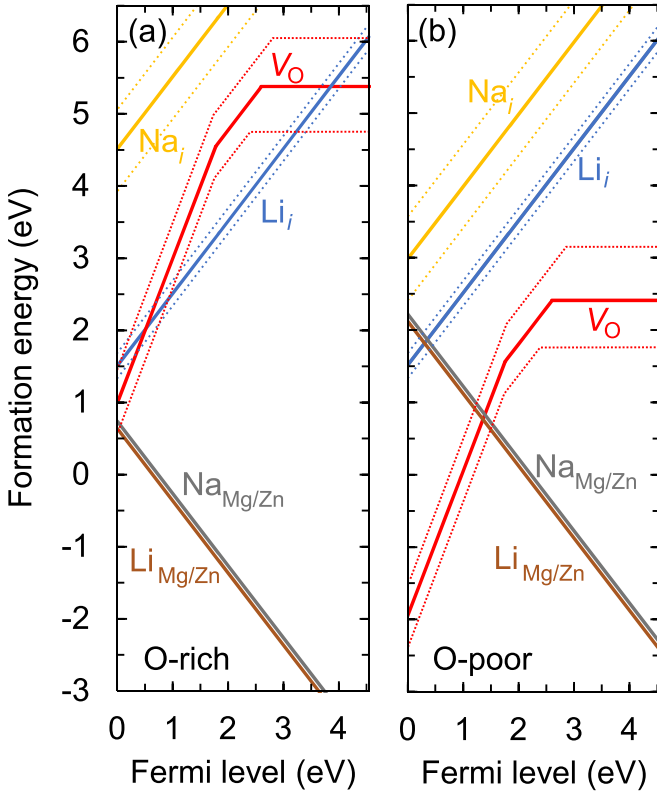 (a)
(b)
Formation energy (eV)
6
5
4
3
2
1
0
-1
-2
-3
V_O
Na_i
Li_i
Na_Mg/Zn
Li_Mg/Zn
O-rich
0 1 2 3 4
Fermi level (eV)
Na_i
Li_i
V_O
Na_Mg/Zn
Li_Mg/Zn
O-poor
0 1 2 3 4
Fermi level (eV)